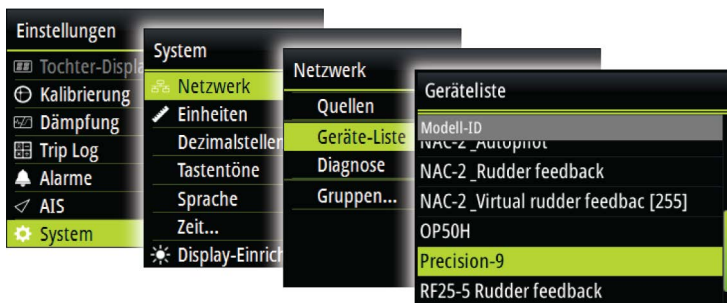 Einstellungen
Tochter-Displa
Kalibrierung
Dämpfung
Trip Log
Alarme
AIS
System
System
Netzwerk
Einheiten
Dezimalstellen
Tastentöne
Sprache
Zeit...
Display-Einrich
Netzwerk
Quellen
Geräte-Liste
Diagnose
Gruppen...
Geräteliste
Modell-ID
NAC-2 _Autopilot
NAC-2 _Rudder feedback
NAC-2 _Virtual rudder feedbac [255]
OP50H
Precision-9
RF25-5 Rudder feedback